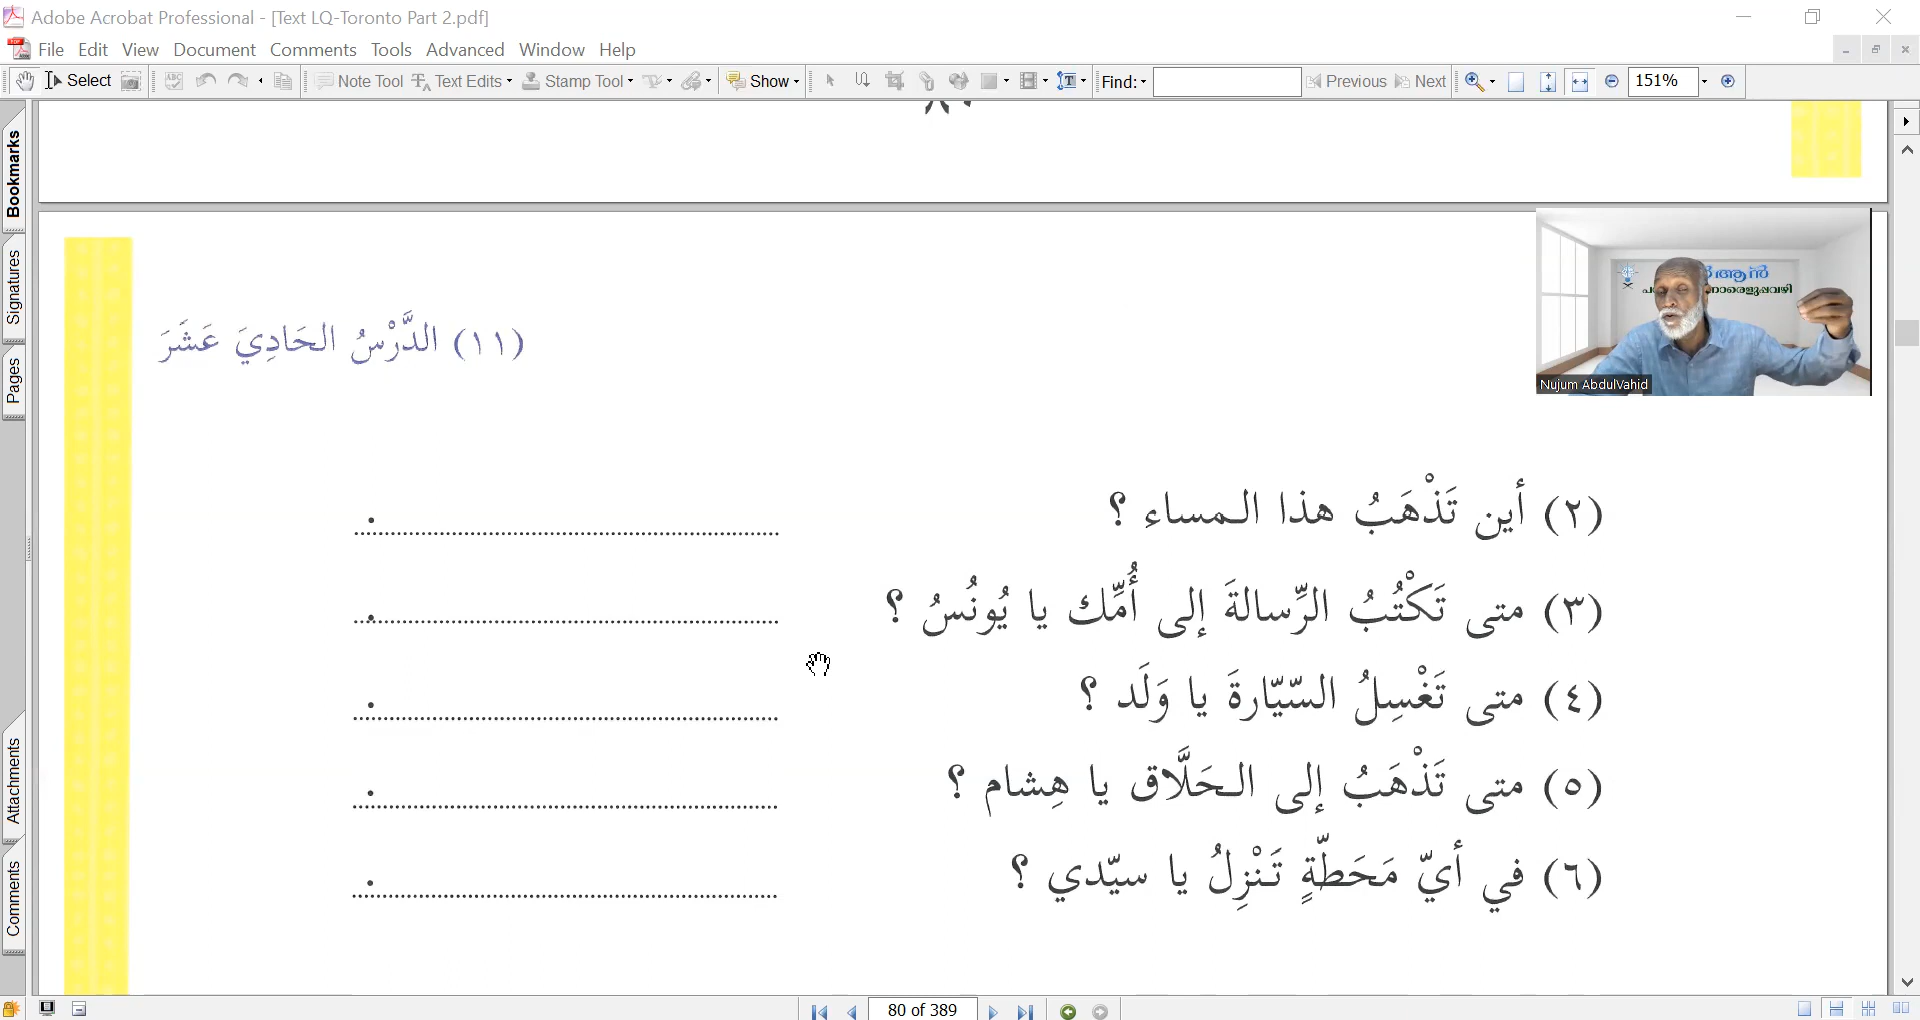 Adobe Acrobat Professional - [Text LQ-Toronto Part 2.pdf]
File Edit View Document Comments Tools Advanced Window Help
Select Note Tool Text Edits Stamp Tool Show Find: Previous Next 151%
Bookmarks
Signatures
Pages
Attachments
Comments
(١١) الدَّرْسُ الحَادِيَ عَشَرَ
Nujum AbdulVahid
(٢) أين تَذْهَبُ هذا الـمساءِ ؟
(٣) متى تَكْتُبُ الرِّسالةَ إلى أُمِّك يا يُونُسُ ؟
(٤) متى تَغْسِلُ السّيّارةَ يا وَلَد ؟
(٥) متى تَذْهَبُ إلى الـحَلَّاق يا هِشام ؟
(٦) في أيّ مَحَطّةٍ تَنْزِلُ يا سيّدي ؟
80 of 389